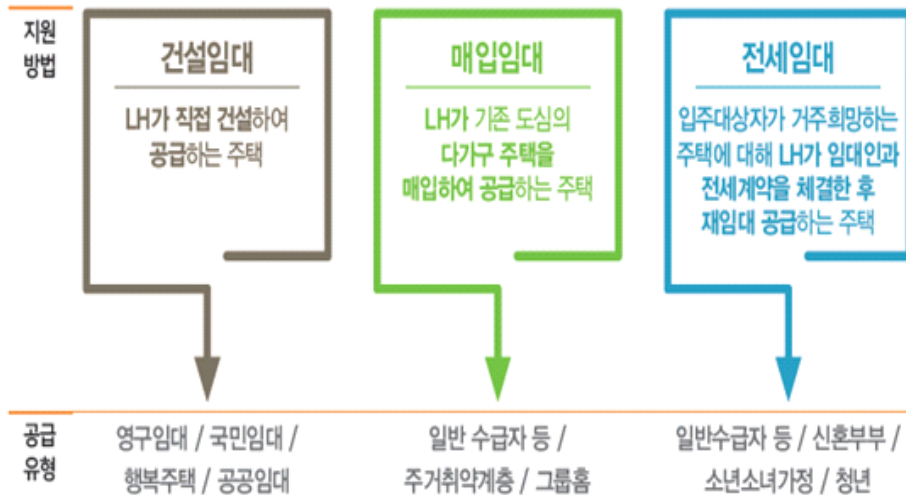 지원
방법
건설임대
LH가 직접 건설하여
공급하는 주택
매입임대
LH가 기존 도심의
다가구 주택을
매입하여 공급하는 주택
전세임대
입주대상자가 거주희망하는
주택에 대해 LH가 임대인과
전세계약을 체결한 후
재임대 공급하는 주택
공급
유형
영구임대 / 국민임대 /
행복주택 / 공공임대
일반 수급자 등 /
주거취약계층 / 그룹홈
일반수급자 등 / 신혼부부 /
소년소녀가정 / 청년